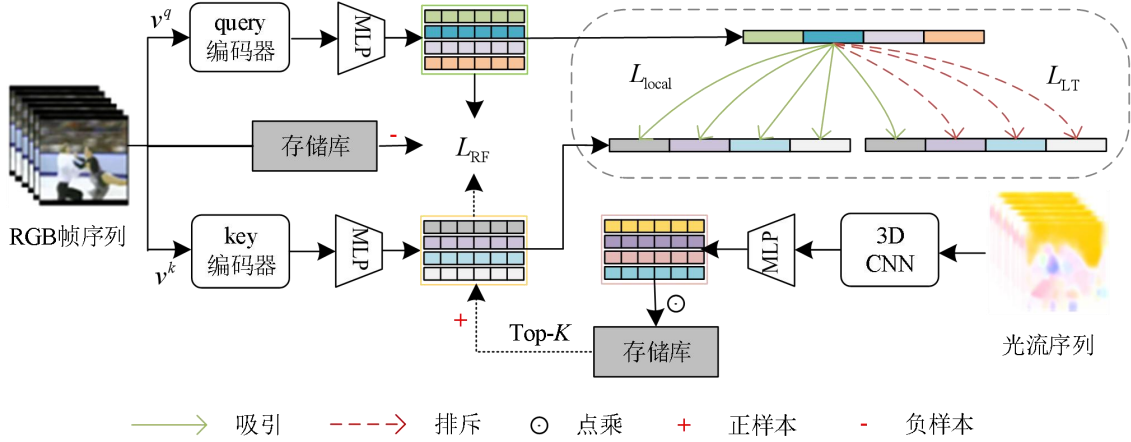 v^q
query
编码器
MLP
L_local
L_LT
存储库
-
L_RF
RGB帧序列
v^k
key
编码器
MLP
MLP
3D
CNN
+
Top-K
⊙
存储库
光流序列
吸引
排斥
⊙ 点乘
+ 正样本
- 负样本